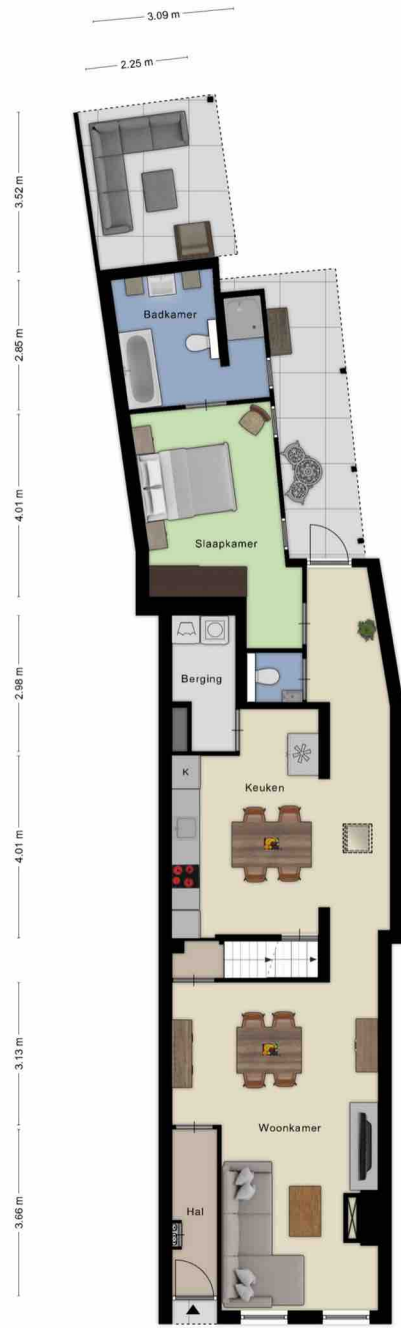 3.09 m
2.25 m
3.52 m
2.85 m
Badkamer
4.01 m
Slaapkamer
2.98 m
Berging
K
Keuken
4.01 m
3.13 m
Woonkamer
3.66 m
Hal